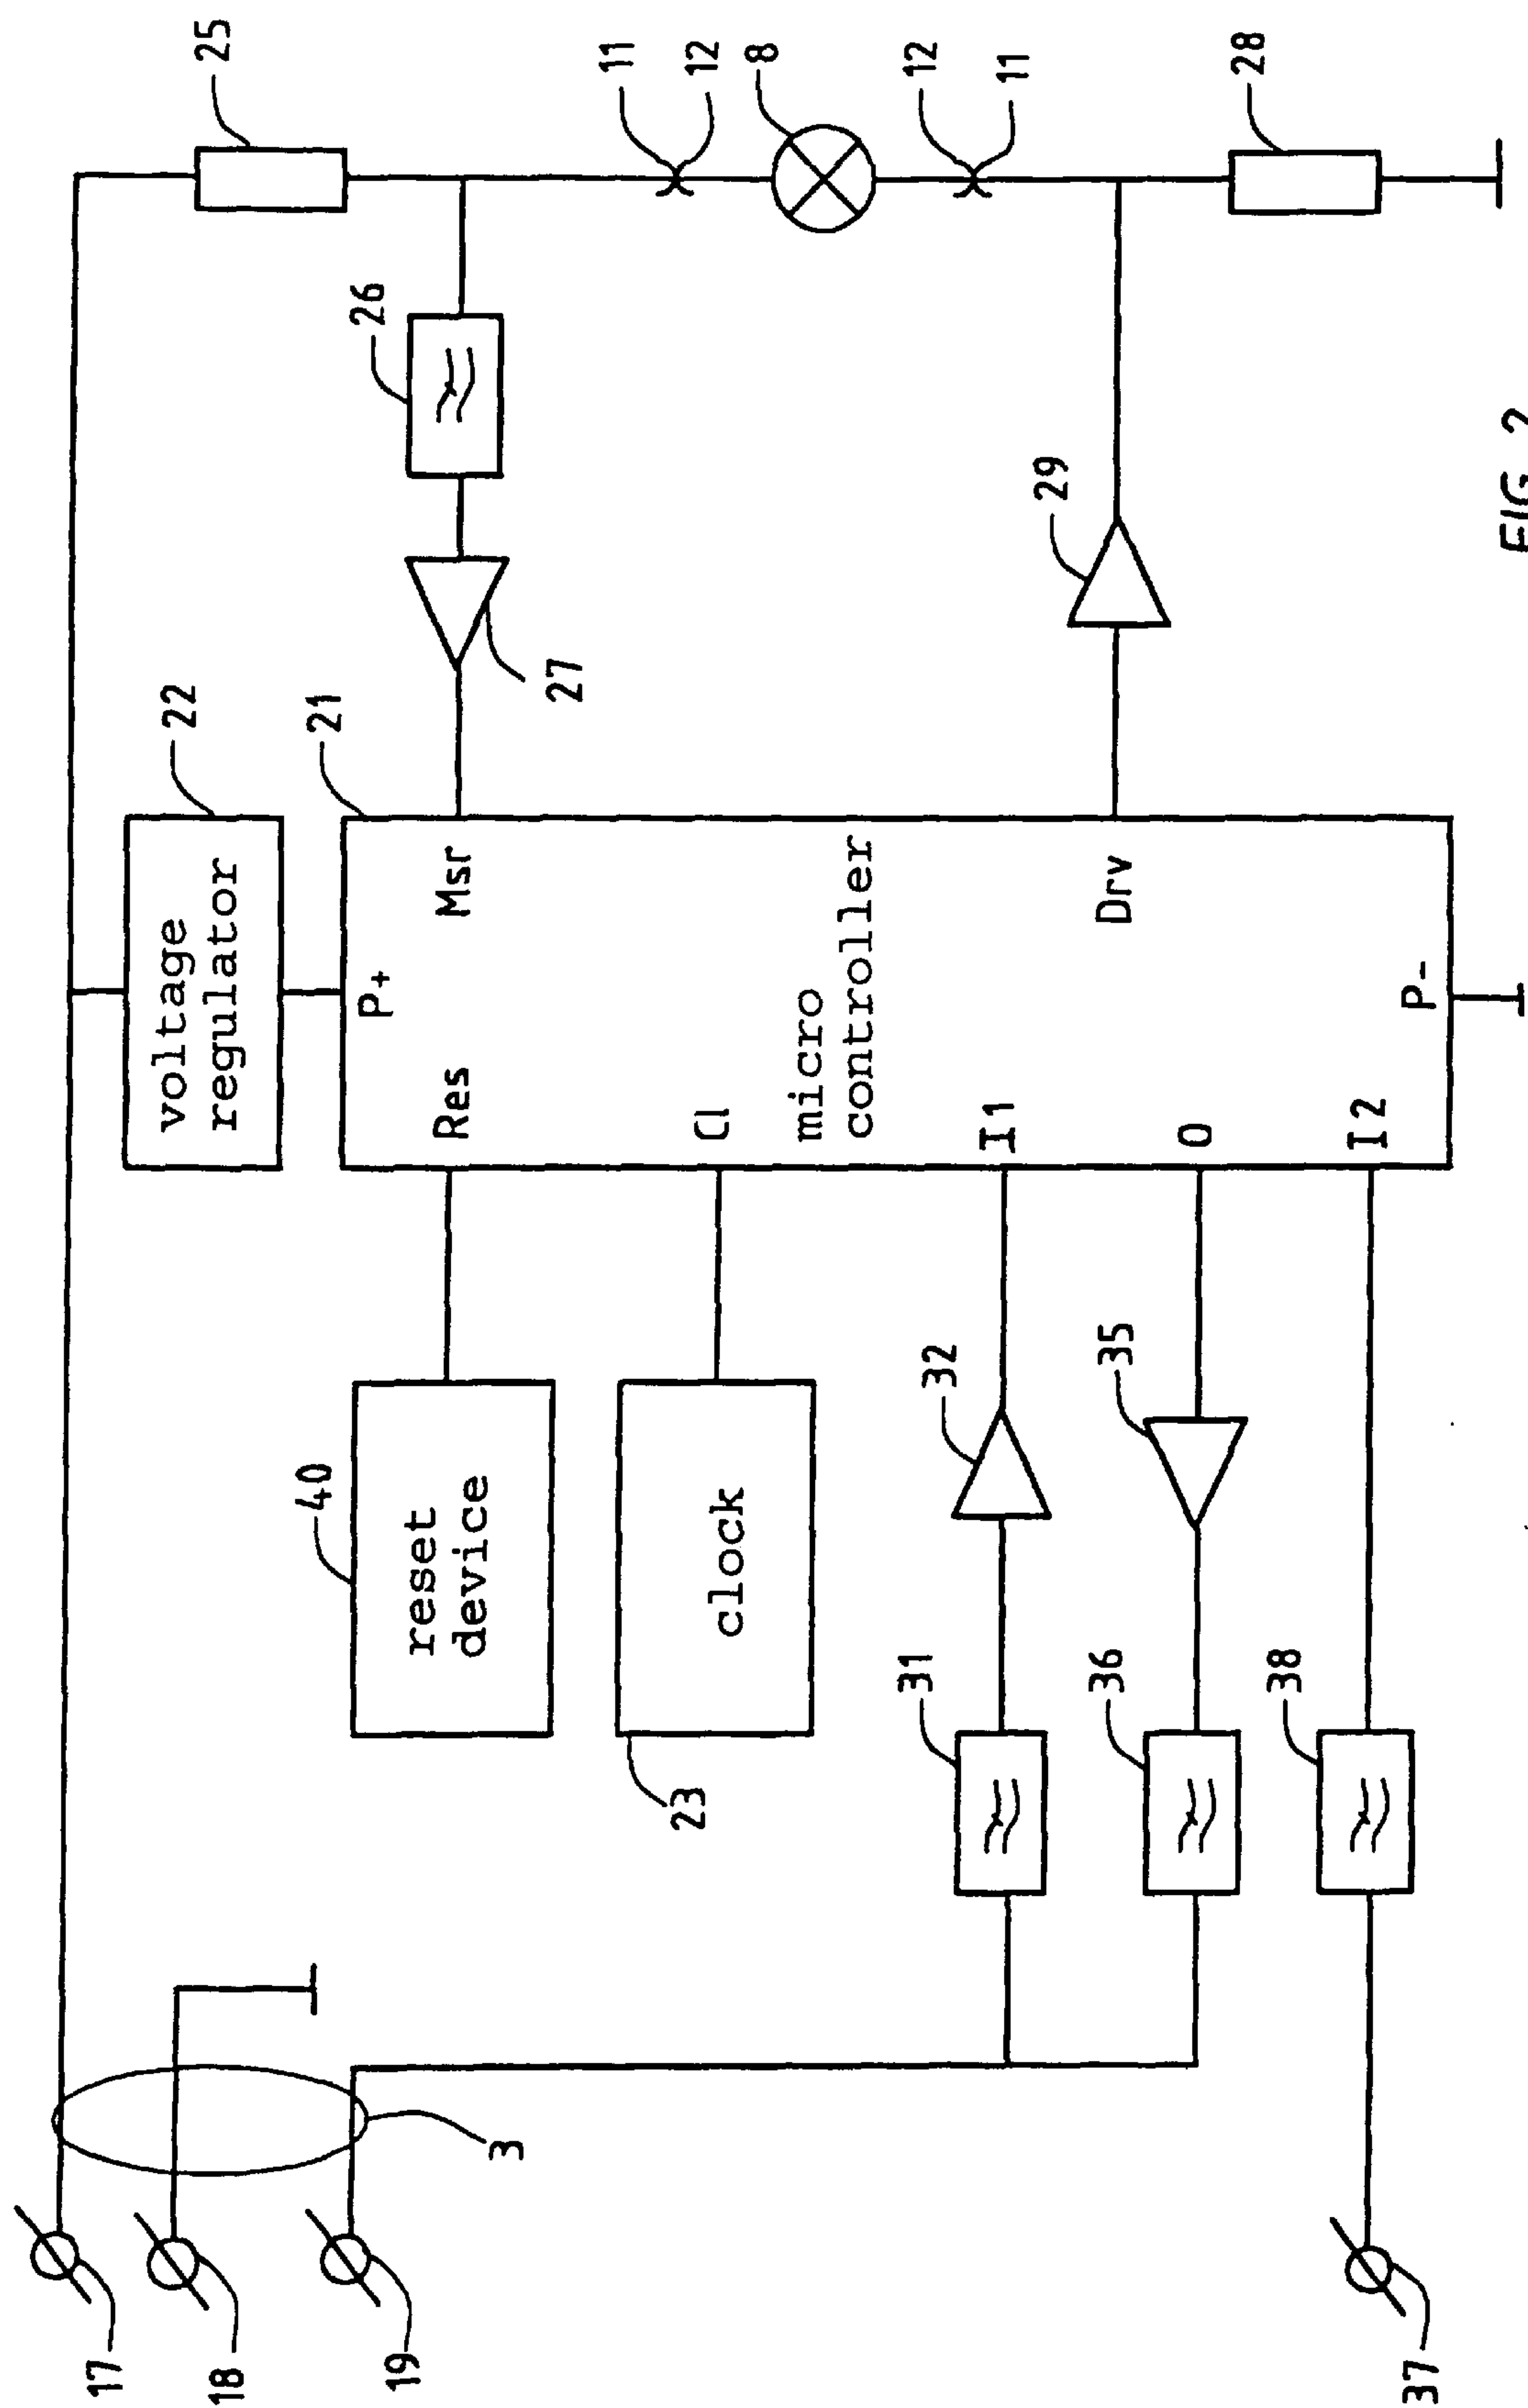 17
18
19
3
25
22
voltage
regulator
40
21
26
P+
reset
device
Res
Msr
27
11
12
8
12
11
23
clock
Cl
micro
controller
31
32
I1
29
36
35
O
Drv
28
38
I2
P-
37
FIG. 2